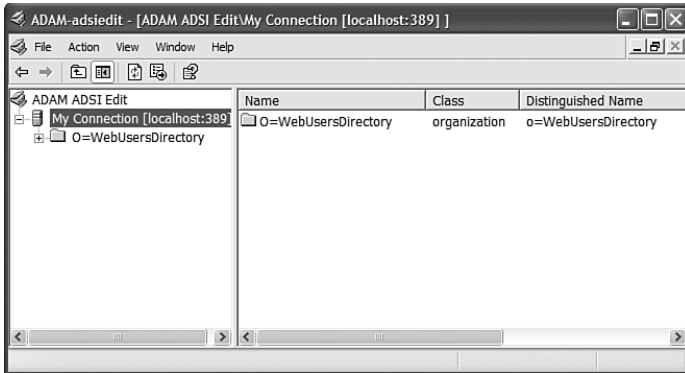 ADAM-adsiedit - [ADAM ADSI Edit\My Connection [localhost:389] ]
File Action View Window Help
ADAM ADSI Edit
My Connection [localhost:389]
O=WebUsersDirectory
Name Class Distinguished Name
O=WebUsersDirectory organization o=WebUsersDirectory